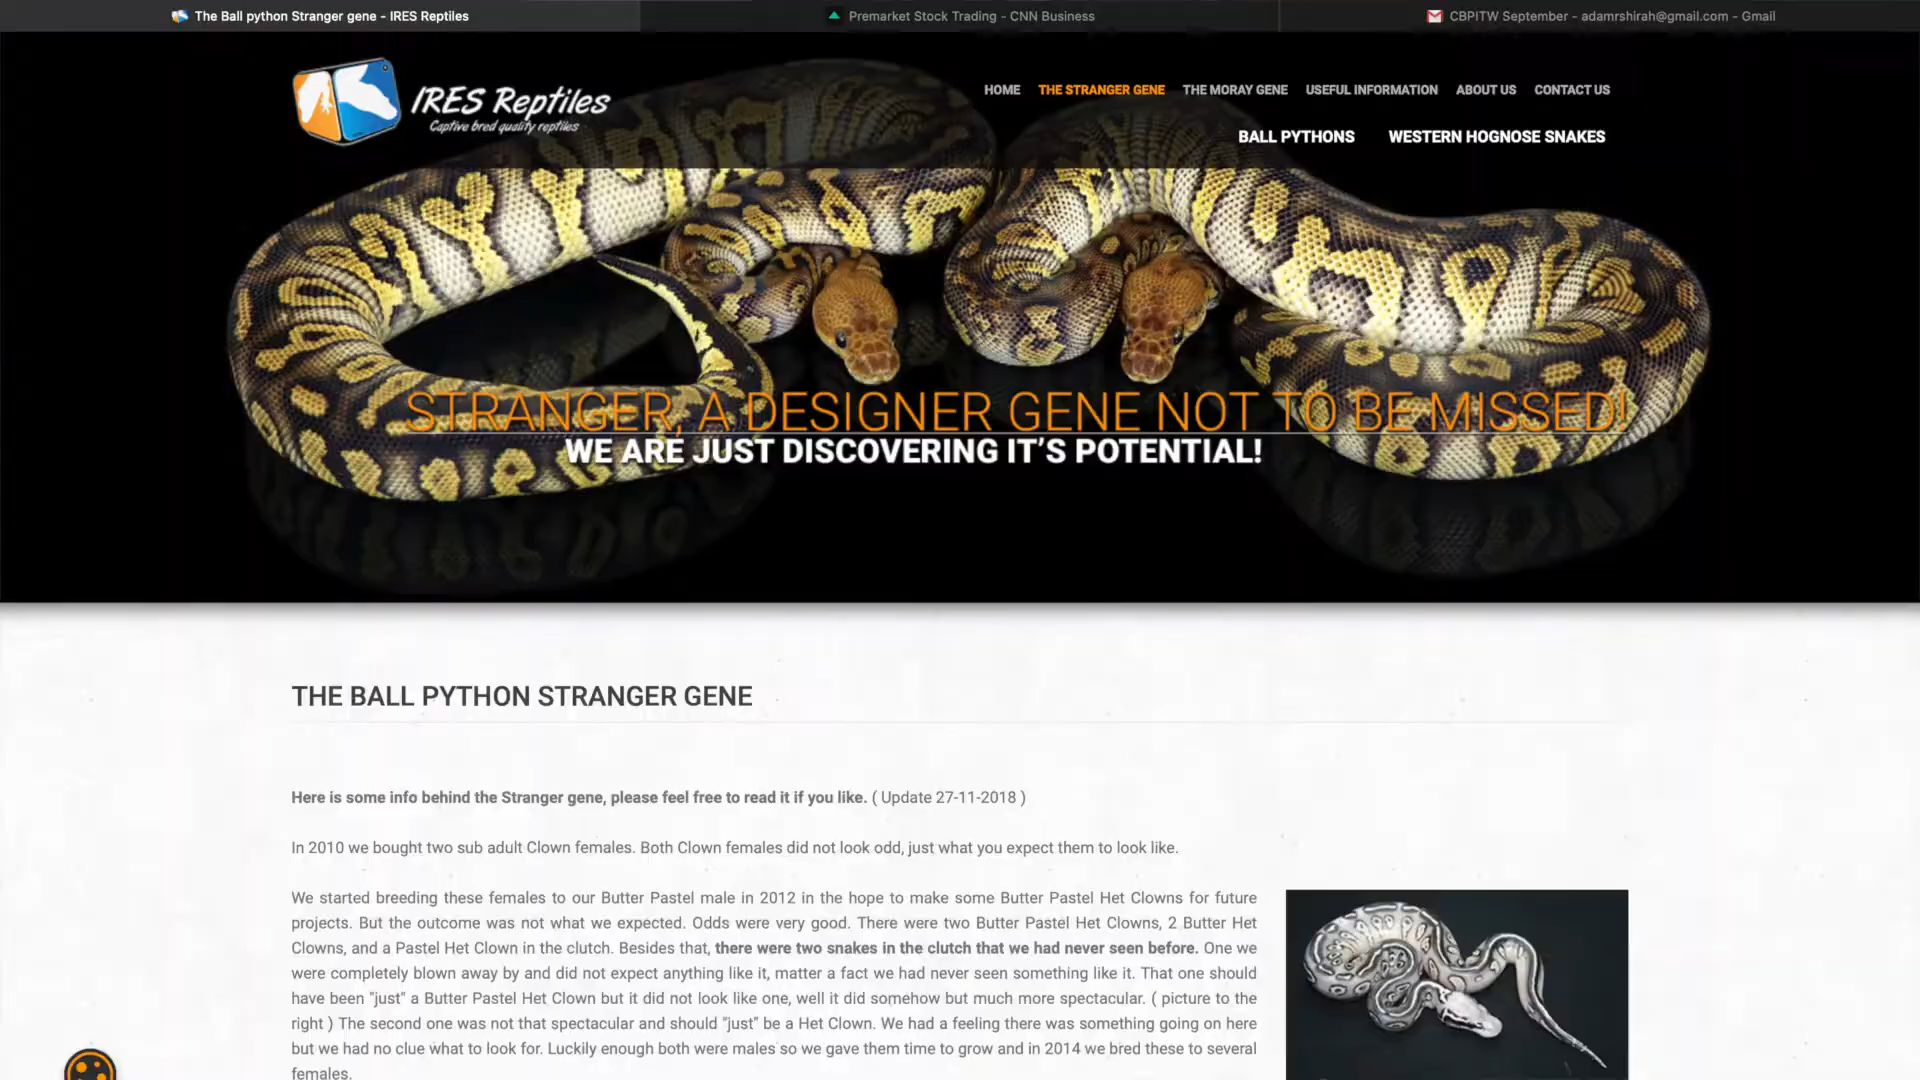 The Ball python Stranger gene - IRES Reptiles
Premarket Stock Trading - CNN Business
CBPITW September - adamrshirah@gmail.com - Gmail
IRES Reptiles
Captive bred quality reptiles
HOME THE STRANGER GENE THE MORAY GENE USEFUL INFORMATION ABOUT US CONTACT US
BALL PYTHONS WESTERN HOGNOSE SNAKES
STRANGER, A DESIGNER GENE NOT TO BE MISSED!
WE ARE JUST DISCOVERING IT'S POTENTIAL!
THE BALL PYTHON STRANGER GENE
Here is some info behind the Stranger gene, please feel free to read it if you like. ( Update 27-11-2018 )
In 2010 we bought two sub adult Clown females. Both Clown females did not look odd, just what you expect them to look like.
We started breeding these females to our Butter Pastel male in 2012 in the hope to make some Butter Pastel Het Clowns for future
projects. But the outcome was not what we expected. Odds were very good. There were two Butter Pastel Het Clowns, 2 Butter Het
Clowns, and a Pastel Het Clown in the clutch. Besides that, there were two snakes in the clutch that we had never seen before. One we
were completely blown away by and did not expect anything like it, matter a fact we had never seen something like it. That one should
have been "just" a Butter Pastel Het Clown but it did not look like one, well it did somehow but much more spectacular. ( picture to the
right ) The second one was not that spectacular and should "just" be a Het Clown. We had a feeling there was something going on here
but we had no clue what to look for. Luckily enough both were males so we gave them time to grow and in 2014 we bred these to several
females.